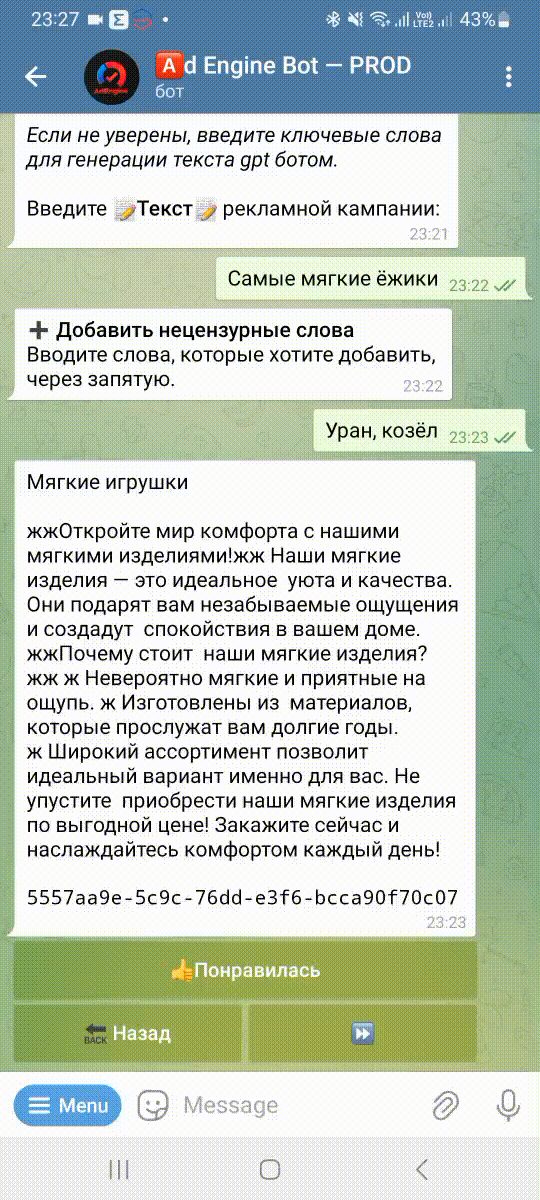 23:27
Vo)) LTE2 43%
Ad Engine Bot — PROD
бот
Если не уверены, введите ключевые слова
для генерации текста gpt ботом.
Введите 📝Текст📝 рекламной кампании:
23:21
Самые мягкие ёжики 23:22
➕ Добавить нецензурные слова
Вводите слова, которые хотите добавить,
через запятую.
23:22
Уран, козёл 23:23
Мягкие игрушки
жжОткройте мир комфорта с нашими
мягкими изделиями!жж Наши мягкие
изделия — это идеальное  уюта и качества.
Они подарят вам незабываемые ощущения
и создадут  спокойствия в вашем доме.
жжПочему стоит  наши мягкие изделия?
жж ж Невероятно мягкие и приятные на
ощупь. ж Изготовлены из  материалов,
которые прослужат вам долгие годы.
ж Широкий ассортимент позволит
идеальный вариант именно для вас. Не
упустите  приобрести наши мягкие изделия
по выгодной цене! Закажите сейчас и
наслаждайтесь комфортом каждый день!
5557aa9e-5c9c-76dd-e3f6-bcca90f70c07
23:23
👍Понравилась
BACK Назад
Menu
Message